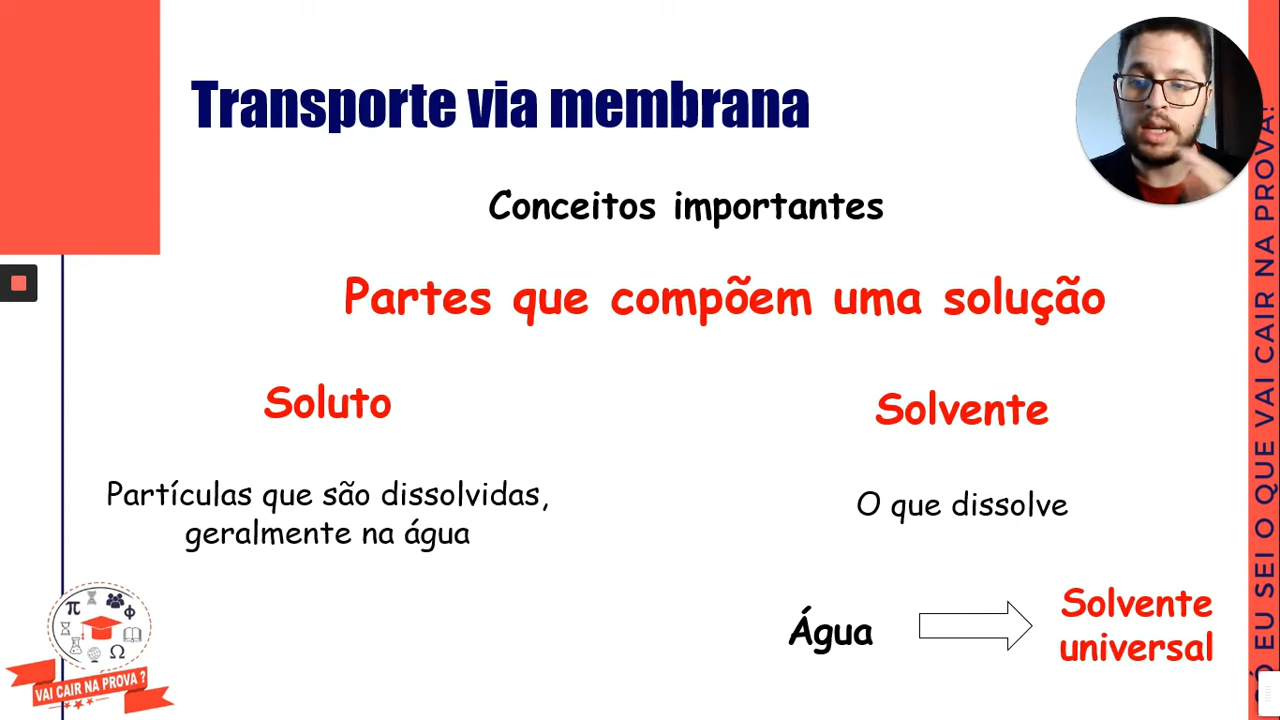 Transporte via membrana
Conceitos importantes
Partes que compõem uma solução
Soluto
Solvente
Partículas que são dissolvidas,
geralmente na água
O que dissolve
Água
Solvente
universal
VAI CAIR NA PROVA ?
SÓ EU SEI O QUE VAI CAIR NA PROVA!